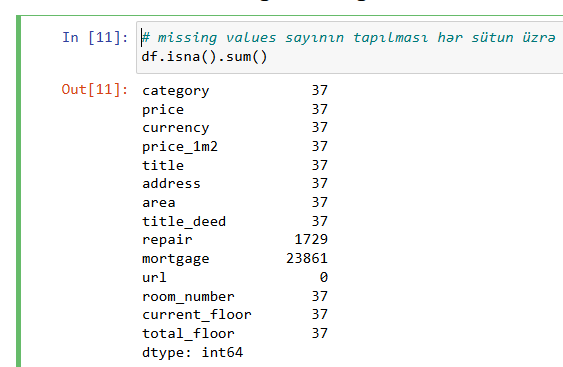 In [11]: # missing values sayının tapılması hər sütun üzrə
df.isna().sum()
Out[11]: category 37
price 37
currency 37
price_1m2 37
title 37
address 37
area 37
title_deed 37
repair 1729
mortgage 23861
url 0
room_number 37
current_floor 37
total_floor 37
dtype: int64